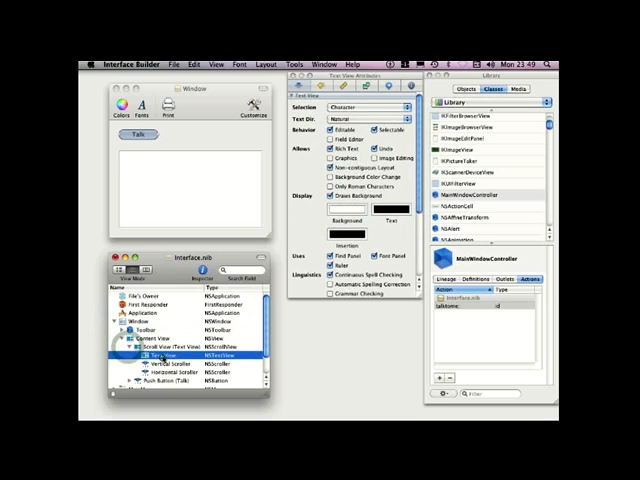 Interface Builder File Edit View Font Layout Tools Window Help Mon 23 49
Window
Colors Fonts Print Customize
Talk
Interface.nib
View Mode Inspector Search Field
Name Type
File's Owner NSApplication
First Responder FirstResponder
Application NSApplication
Window NSWindow
Toolbar NSToolbar
Content View NSView
Scroll View (Text View) NSScrollView
Text View NSTextView
Vertical Scroller NSScroller
Horizontal Scroller NSScroller
Push Button (Talk) NSButton
Text View Attributes
Text View
Selection Character
Text Dir. Natural
Behavior Editable Selectable
Field Editor
Allows Rich Text Undo
Graphics Image Editing
Non-contiguous Layout
Background Color Change
Only Roman Characters
Display Draws Background
Background Text
Insertion
Uses Find Panel Font Panel
Ruler
Linguistics Continuous Spell Checking
Automatic Spelling Correction
Grammar Checking
Library
Objects Classes Media
Library
IKFilterBrowserView
IKImageBrowserView
IKImageEditPanel
IKImageView
IKPictureTaker
IKScannerDeviceView
IKUIFilterView
MainWindowController
NSActionCell
NSAffineTransform
NSAlert
NSAnimation
MainWindowController
Lineage Definitions Outlets Actions
Action Type
Interface.nib
talktome: id
Filter